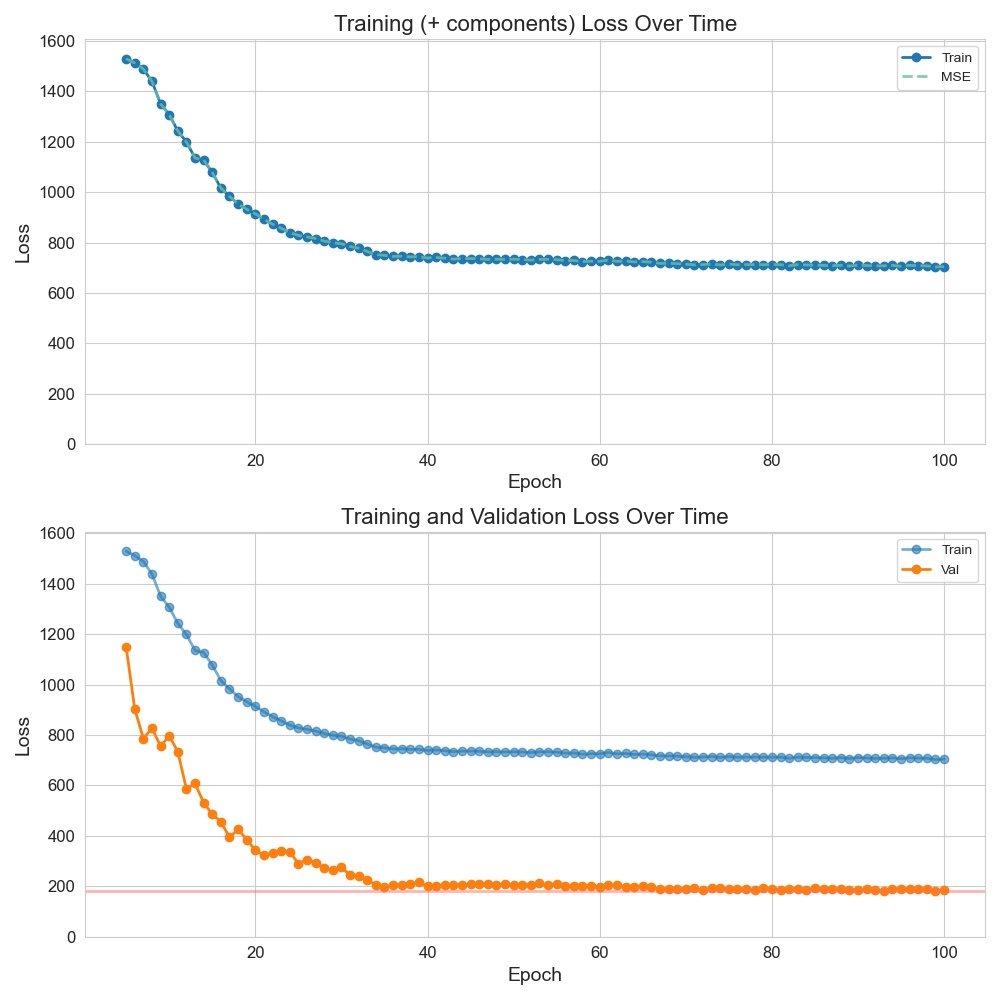 Training (+ components) Loss Over Time
1600
1400
1200
1000
800
600
400
200
0
Loss
Train
MSE
20 40 60 80 100
Epoch
Training and Validation Loss Over Time
1600
1400
1200
1000
800
600
400
200
0
Loss
Train
Val
20 40 60 80 100
Epoch